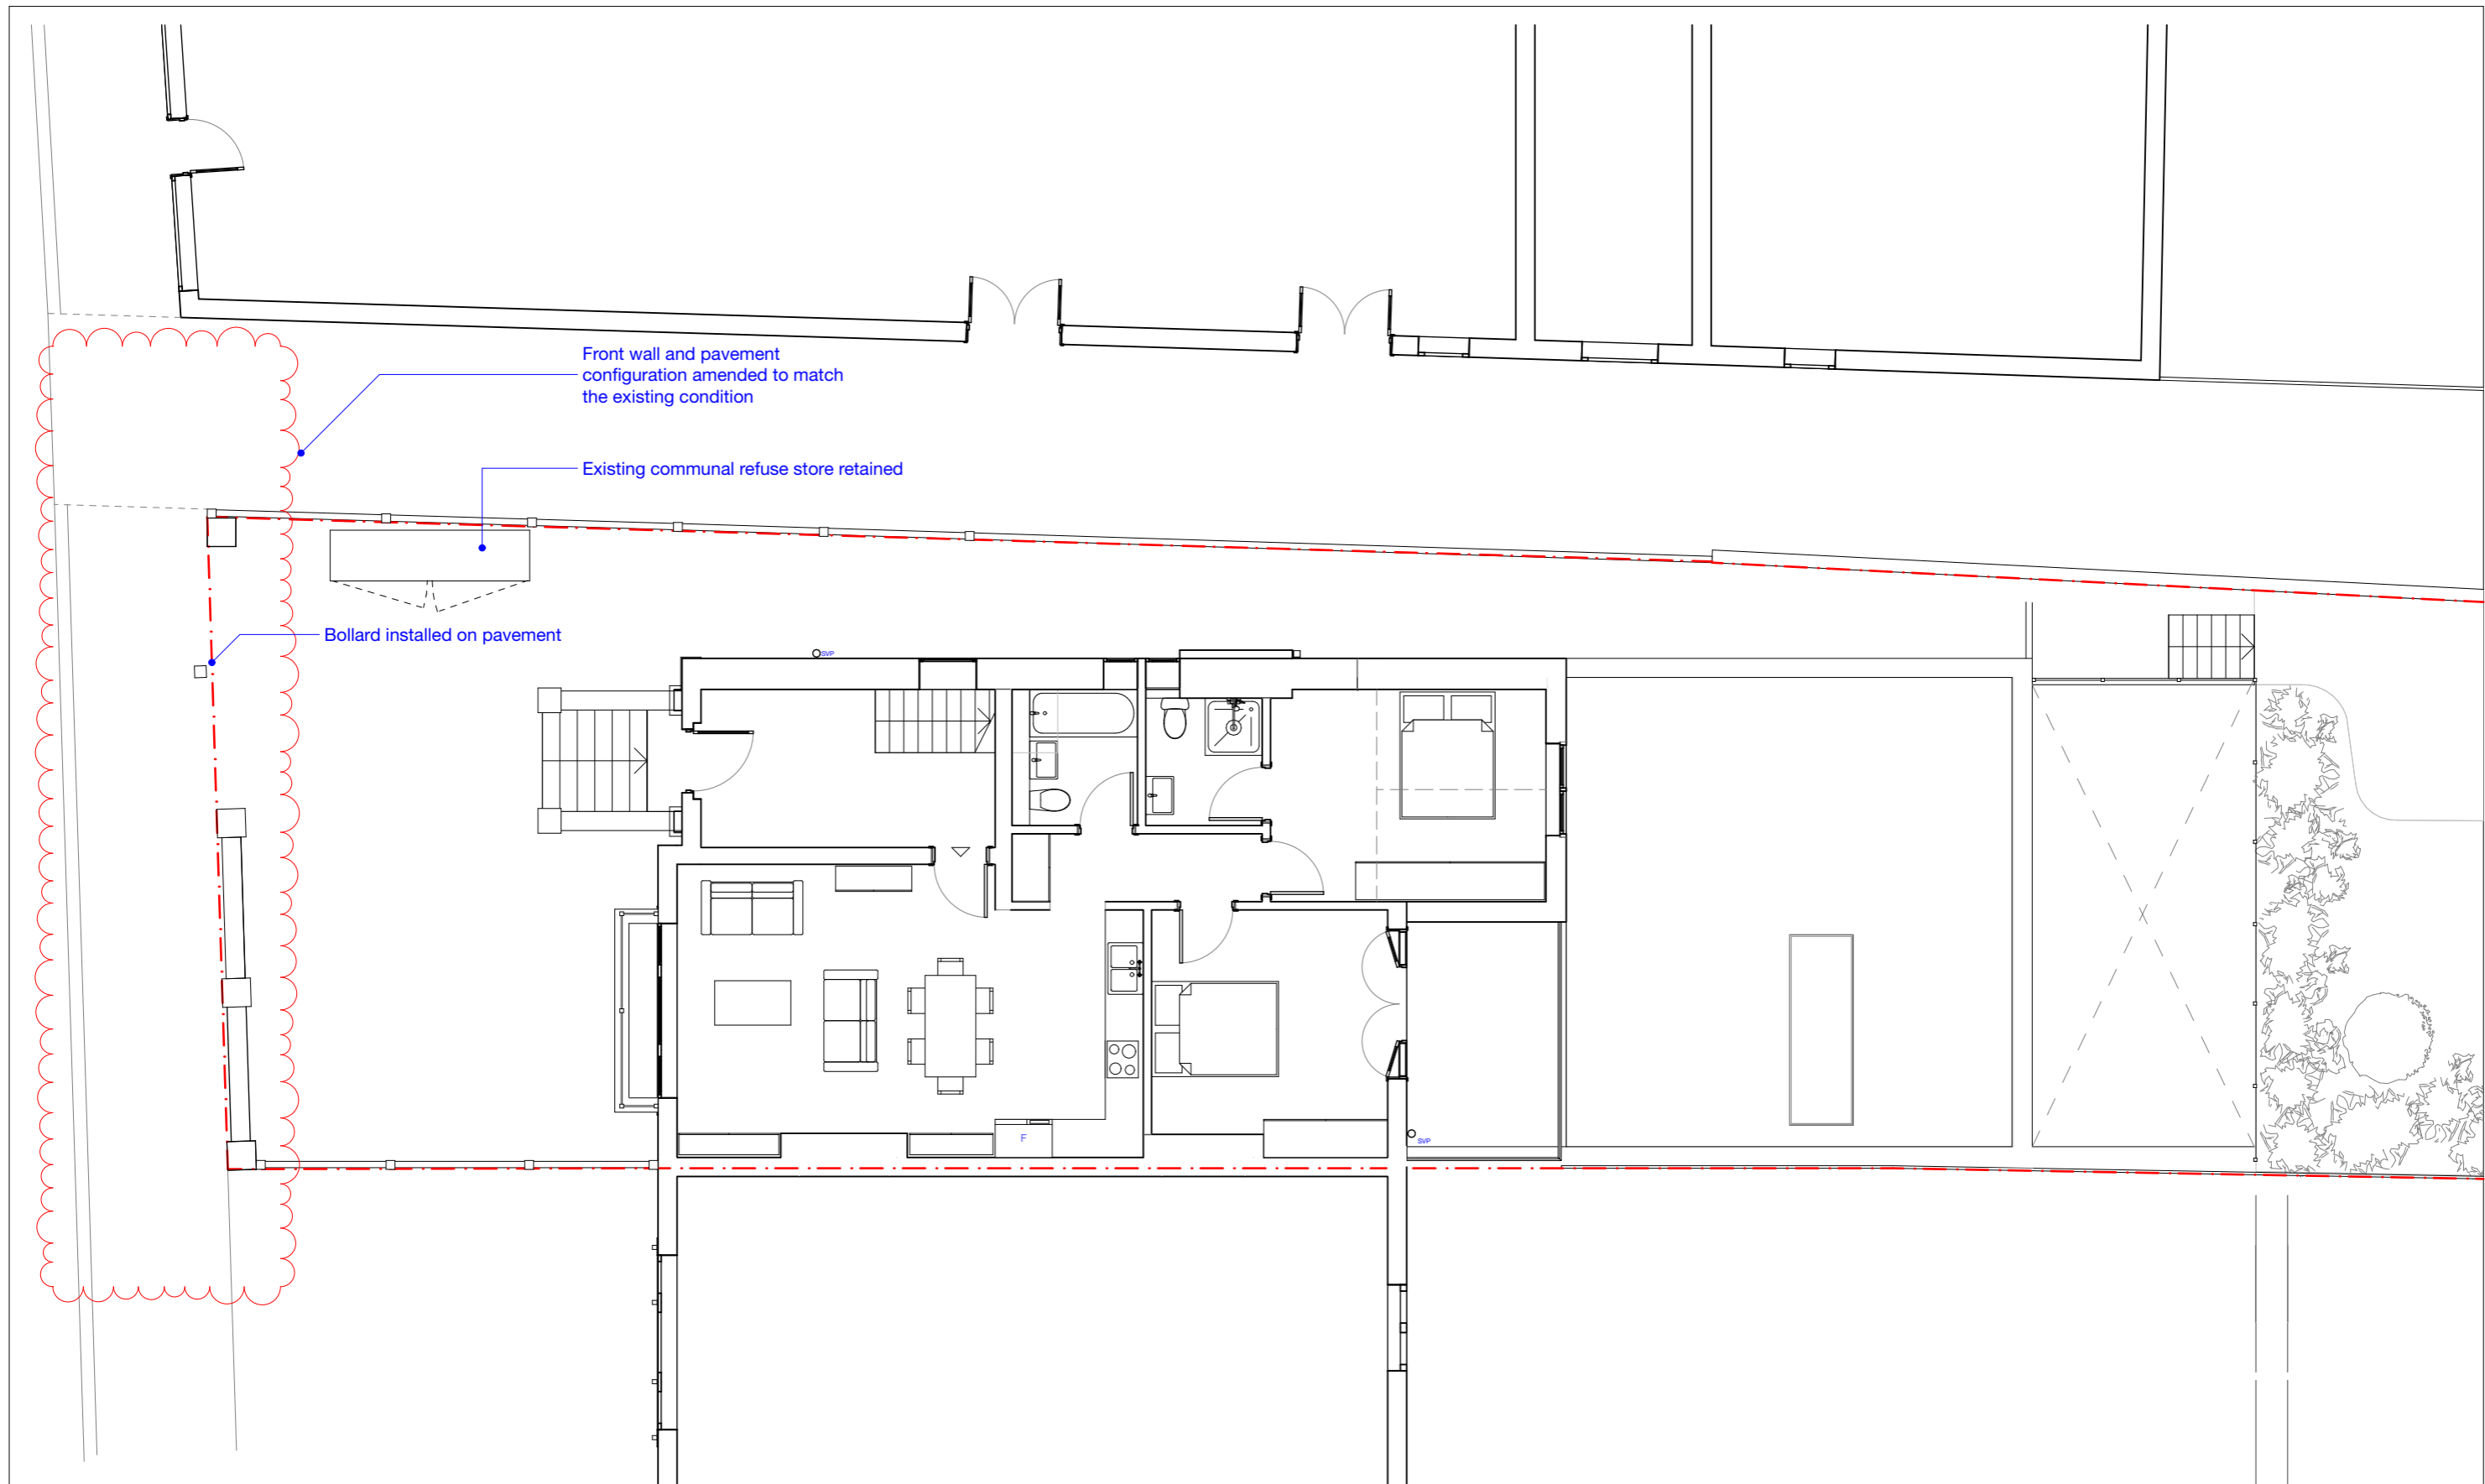 Front wall and pavement
configuration amended to match
the existing condition
Existing communal refuse store retained
Bollard installed on pavement
SVP
F
SVP